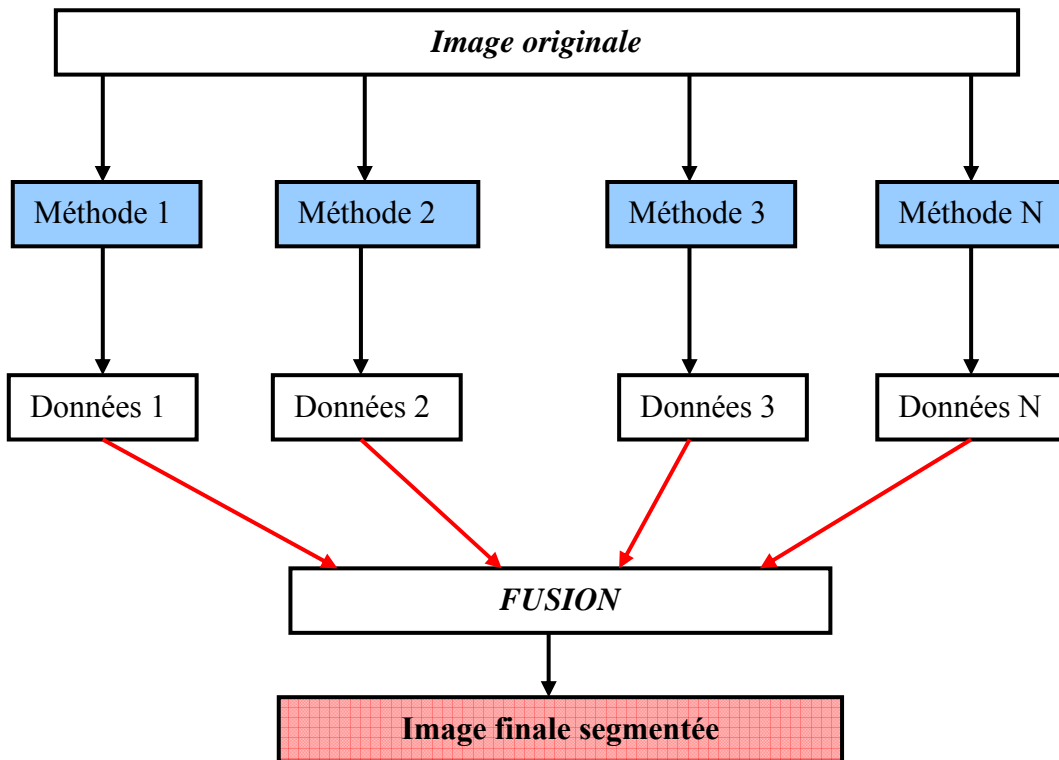 Image originale
Méthode 1
Méthode 2
Méthode 3
Méthode N
Données 1
Données 2
Données 3
Données N
FUSION
Image finale segmentée